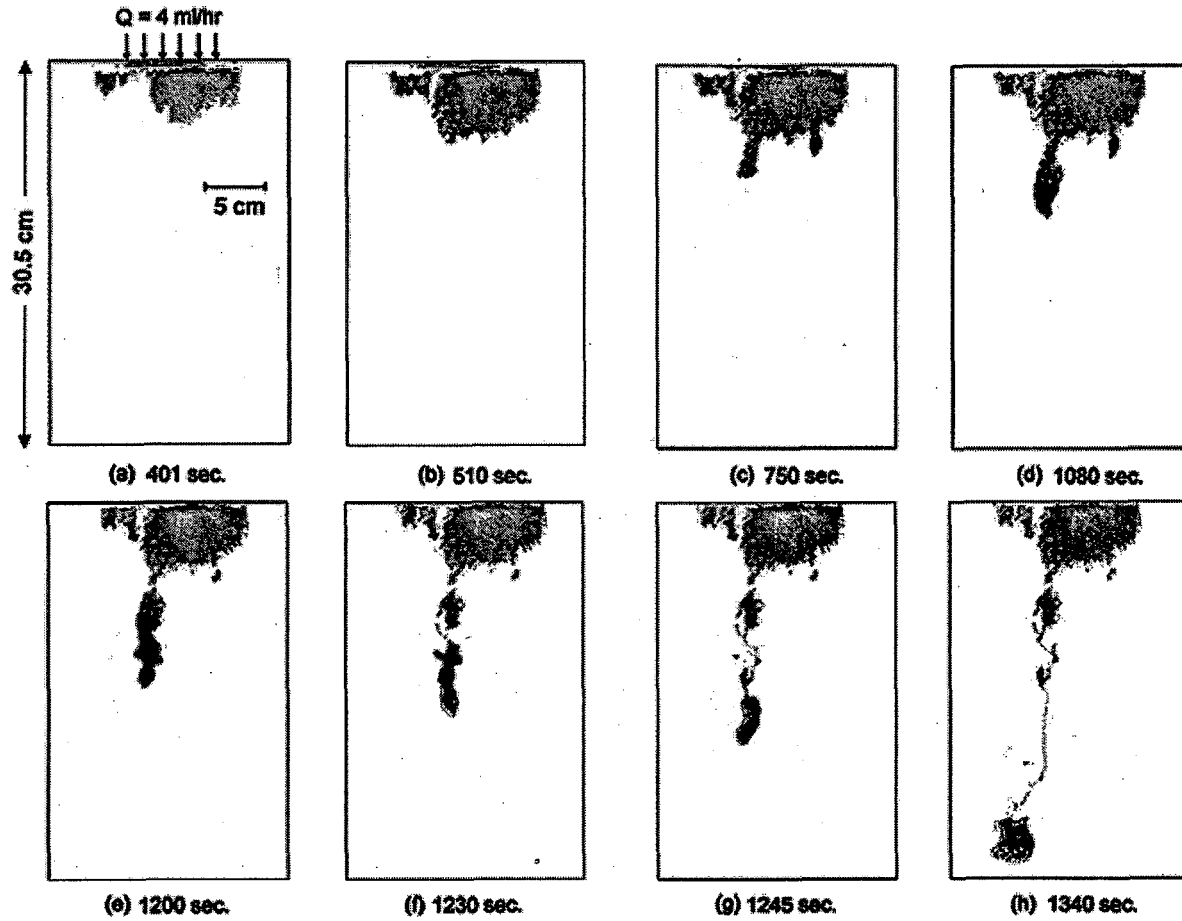 Q = 4 ml/hr
30.5 cm
5 cm
(a) 401 sec.
(b) 510 sec.
(c) 750 sec.
(d) 1080 sec.
(e) 1200 sec.
(f) 1230 sec.
(g) 1245 sec.
(h) 1340 sec.